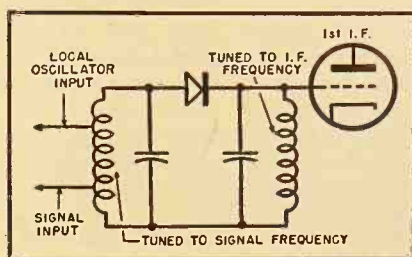 1st I.F.
LOCAL
OSCILLATOR
INPUT
TUNED TO I.F.
FREQUENCY
SIGNAL
INPUT
TUNED TO SIGNAL FREQUENCY